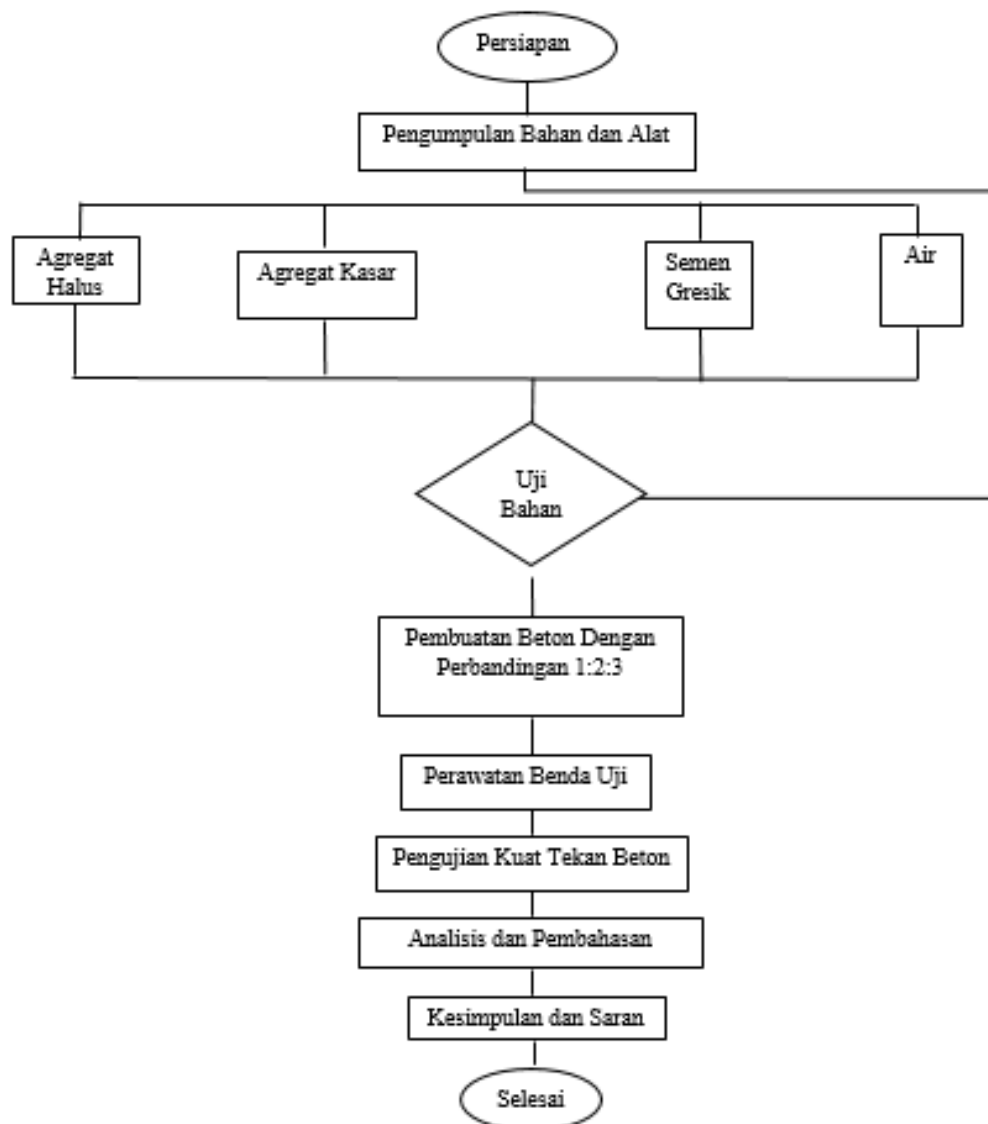 Persiapan
Pengumpulan Bahan dan Alat
Agregat
Halus
Agregat Kasar
Semen
Gresik
Air
Uji
Bahan
Pembuatan Beton Dengan
Perbandingan 1:2:3
Perawatan Benda Uji
Pengujian Kuat Tekan Beton
Analisis dan Pembahasan
Kesimpulan dan Saran
Selesai